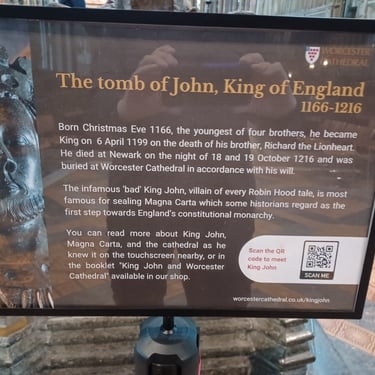 WORCESTER
CATHEDRAL
The tomb of John, King of England
1166-1216
Born Christmas Eve 1166, the youngest of four brothers, he became
King on 6 April 1199 on the death of his brother, Richard the Lionheart.
He died at Newark on the night of 18 and 19 October 1216 and was
buried at Worcester Cathedral in accordance with his will.
The infamous 'bad' King John, villain of every Robin Hood tale, is most
famous for sealing Magna Carta which some historians regard as the
first step towards England's constitutional monarchy.
You can read more about King John,
Magna Carta, and the cathedral as he
knew it on the touchscreen nearby, or in
the booklet "King John and Worcester
Cathedral" available in our shop.
Scan the QR
code to meet
King John
SCAN ME
worcestercathedral.co.uk/kingjohn